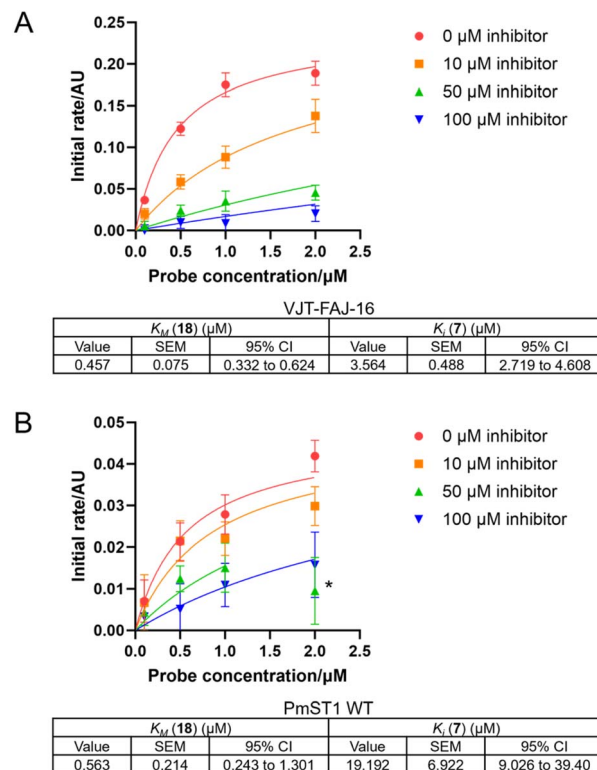 A
0 µM inhibitor
10 µM inhibitor
50 µM inhibitor
100 µM inhibitor
Initial rate/AU
0.25
0.20
0.15
0.10
0.05
0.00
0.0 0.5 1.0 1.5 2.0 2.5
Probe concentration/µM
VJT-FAJ-16
KM (18) (µM) Ki (7) (µM)
Value SEM 95% CI Value SEM 95% CI
0.457 0.075 0.332 to 0.624 3.564 0.488 2.719 to 4.608
B
0 µM inhibitor
10 µM inhibitor
50 µM inhibitor
100 µM inhibitor
Initial rate/AU
0.05
0.04
0.03
0.02
0.01
0.00
*
0.0 0.5 1.0 1.5 2.0 2.5
Probe concentration/µM
PmST1 WT
KM (18) (µM) Ki (7) (µM)
Value SEM 95% CI Value SEM 95% CI
0.563 0.214 0.243 to 1.301 19.192 6.922 9.026 to 39.40